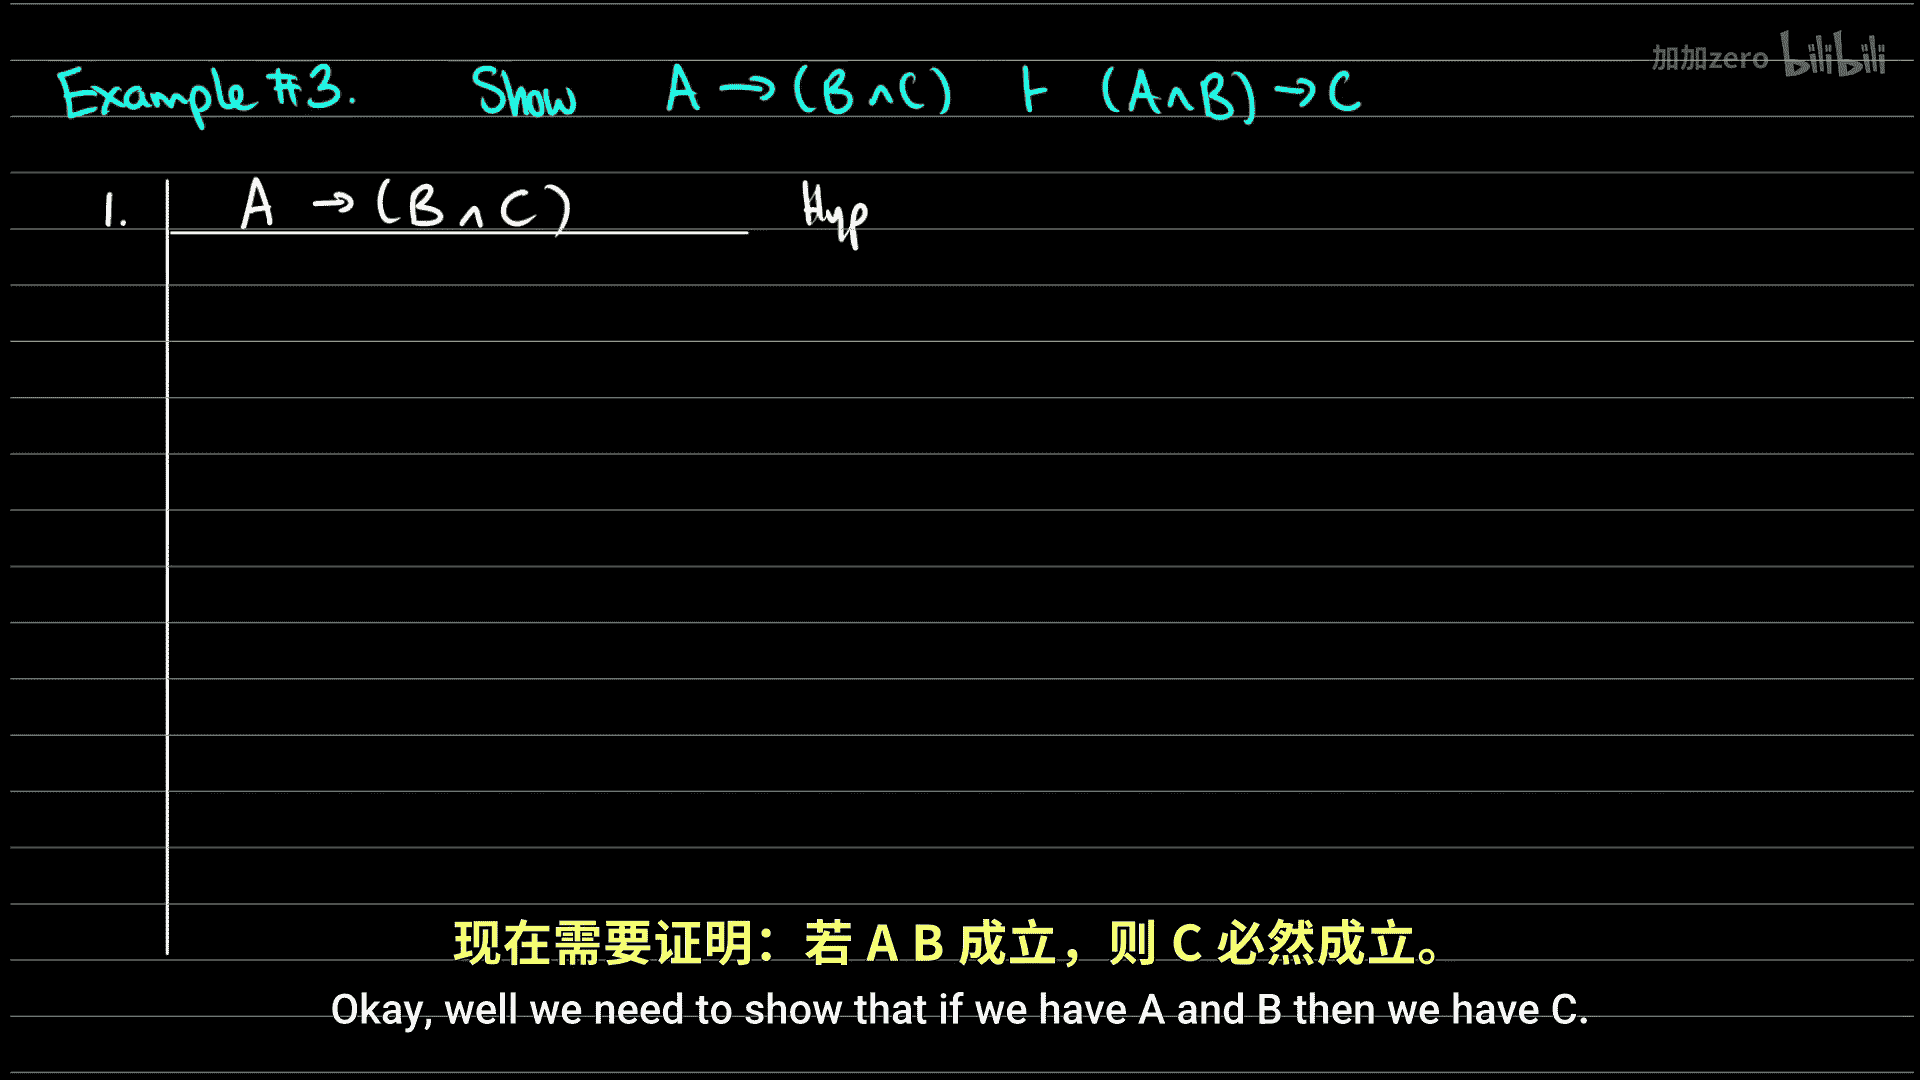 加加zero bilibili
Example #3. Show A → (B ∧ C) ⊢ (A ∧ B) → C
1. A → (B ∧ C) Hyp
现在需要证明：若 A B 成立，则 C 必然成立。
Okay, well we need to show that if we have A and B then we have C.